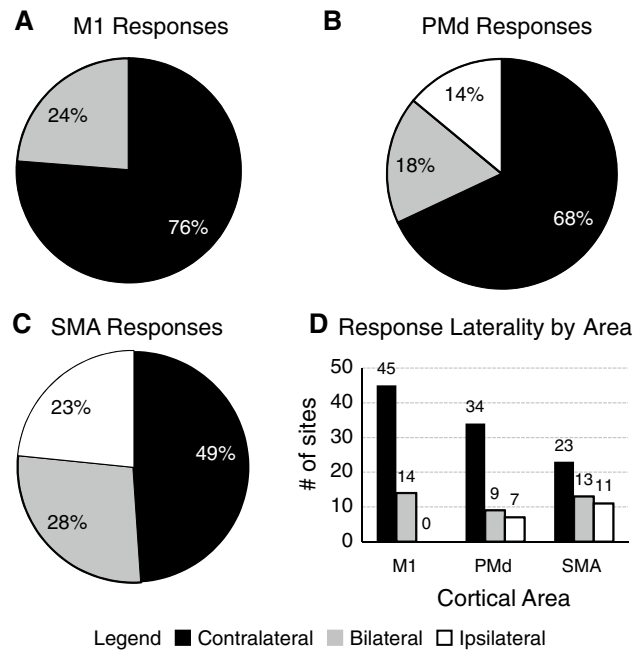 A M1 Responses
24%
76%
B PMd Responses
14%
18%
68%
C SMA Responses
23%
49%
28%
D Response Laterality by Area
# of sites
50
40
30
20
10
0
45
14
0
34
9
7
23
13
11
M1 PMd SMA
Cortical Area
Legend Contralateral Bilateral Ipsilateral